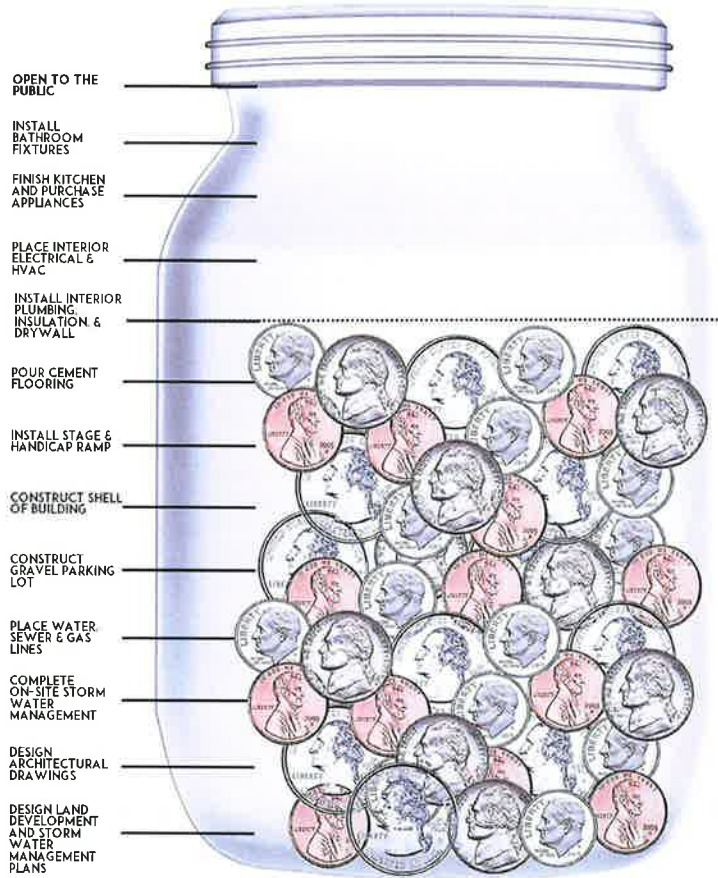 OPEN TO THE
PUBLIC
INSTALL
BATHROOM
FIXTURES
FINISH KITCHEN
AND PURCHASE
APPLIANCES
PLACE INTERIOR
ELECTRICAL &
HVAC
INSTALL INTERIOR
PLUMBING,
INSULATION, &
DRYWALL
POUR CEMENT
FLOORING
INSTALL STAGE &
HANDICAP RAMP
CONSTRUCT SHELL
OF BUILDING
CONSTRUCT
GRAVEL PARKING
LOT
PLACE WATER,
SEWER & GAS
LINES
COMPLETE
ON-SITE STORM
WATER
MANAGEMENT
DESIGN
ARCHITECTURAL
DRAWINGS
DESIGN LAND
DEVELOPMENT
AND STORM
WATER
MANAGEMENT
PLANS